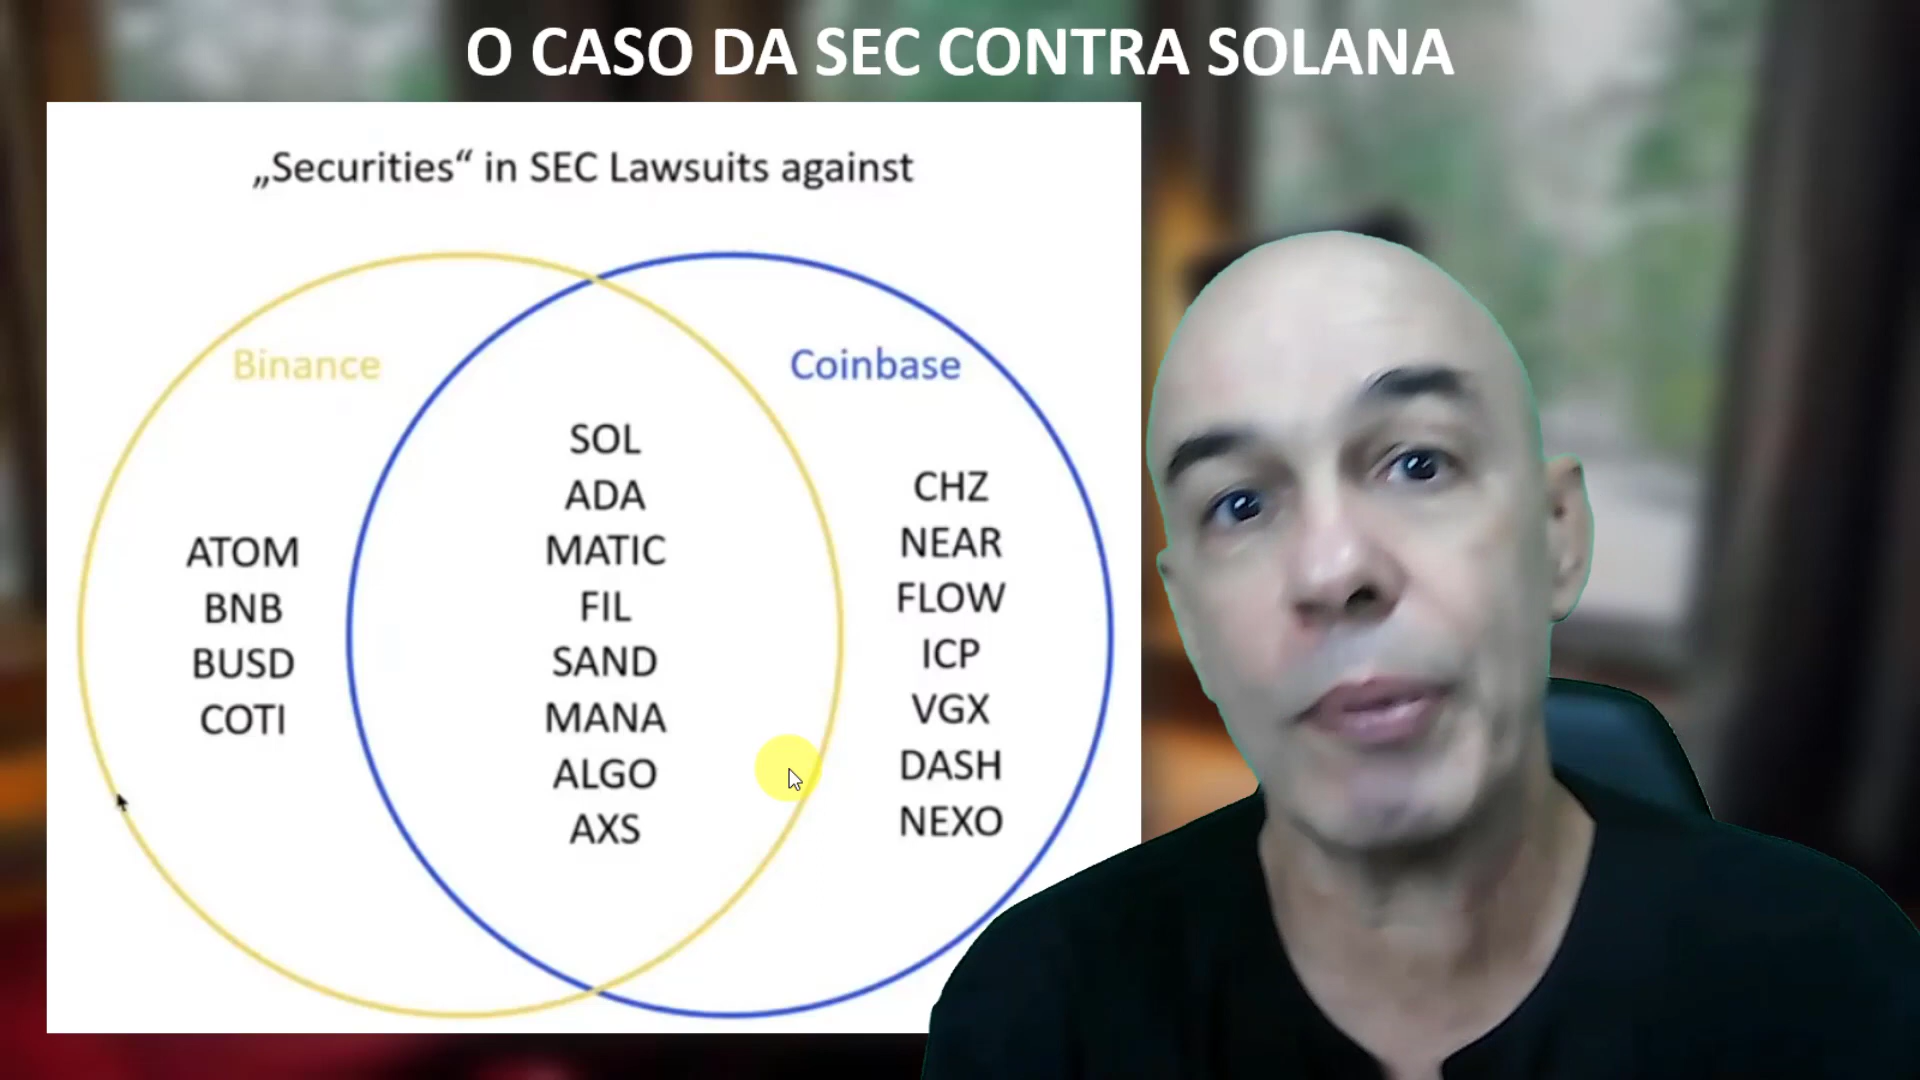 O CASO DA SEC CONTRA SOLANA
„Securities“ in SEC Lawsuits against
Binance
Coinbase
ATOM
BNB
BUSD
COTI
SOL
ADA
MATIC
FIL
SAND
MANA
ALGO
AXS
CHZ
NEAR
FLOW
ICP
VGX
DASH
NEXO